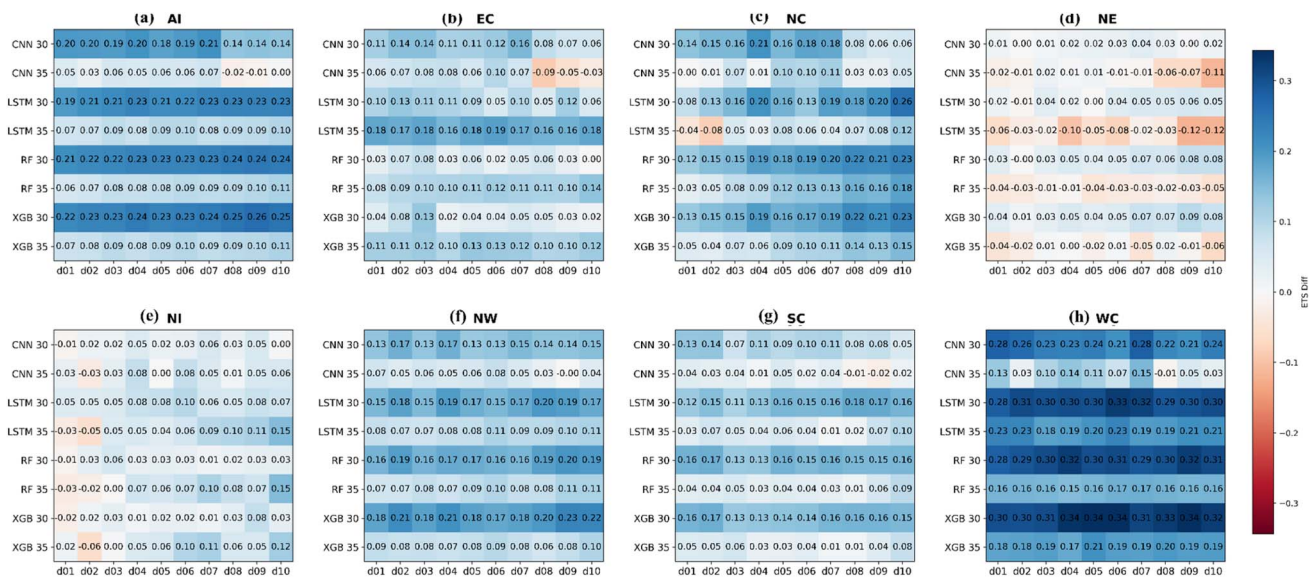 (a) AI
CNN 30 0.20 0.20 0.19 0.20 0.18 0.19 0.21 0.14 0.14 0.14
CNN 35 0.05 0.03 0.06 0.05 0.06 0.06 0.07 -0.02 -0.01 0.00
LSTM 30 0.19 0.21 0.21 0.23 0.21 0.22 0.23 0.23 0.23 0.23
LSTM 35 0.07 0.07 0.09 0.08 0.09 0.10 0.08 0.09 0.09 0.10
RF 30 0.21 0.22 0.22 0.23 0.23 0.23 0.23 0.24 0.24 0.24
RF 35 0.06 0.07 0.08 0.08 0.08 0.09 0.09 0.09 0.10 0.11
XGB 30 0.22 0.23 0.23 0.24 0.23 0.23 0.24 0.25 0.26 0.25
XGB 35 0.07 0.08 0.09 0.09 0.10 0.09 0.09 0.09 0.10 0.11
d01 d02 d03 d04 d05 d06 d07 d08 d09 d10
(b) EC
CNN 30 0.11 0.14 0.14 0.11 0.11 0.12 0.16 0.08 0.07 0.06
CNN 35 0.06 0.07 0.08 0.08 0.06 0.10 0.07 -0.09 -0.05 -0.03
LSTM 30 0.10 0.13 0.11 0.11 0.09 0.05 0.10 0.05 0.12 0.06
LSTM 35 0.18 0.17 0.18 0.16 0.18 0.19 0.17 0.16 0.16 0.18
RF 30 0.03 0.07 0.08 0.03 0.06 0.02 0.05 0.06 0.03 -0.00
RF 35 0.08 0.09 0.10 0.10 0.11 0.12 0.11 0.11 0.10 0.14
XGB 30 0.04 0.08 0.13 0.02 0.04 0.04 0.05 0.05 0.03 0.02
XGB 35 0.11 0.11 0.12 0.10 0.13 0.13 0.12 0.10 0.10 0.12
d01 d02 d03 d04 d05 d06 d07 d08 d09 d10
(c) NC
CNN 30 0.14 0.15 0.16 0.21 0.16 0.18 0.18 0.08 0.06 0.06
CNN 35 0.00 0.01 0.07 0.01 0.10 0.10 0.11 0.03 0.03 0.05
LSTM 30 0.08 0.13 0.16 0.20 0.16 0.13 0.19 0.18 0.20 0.26
LSTM 35 -0.04 -0.08 0.05 0.03 0.08 0.06 0.04 0.07 0.08 0.12
RF 30 0.12 0.15 0.15 0.19 0.18 0.19 0.20 0.22 0.21 0.23
RF 35 0.03 0.05 0.08 0.09 0.12 0.13 0.13 0.16 0.16 0.18
XGB 30 0.13 0.15 0.15 0.19 0.16 0.17 0.19 0.22 0.21 0.23
XGB 35 0.05 0.04 0.07 0.06 0.12 0.10 0.11 0.14 0.13 0.15
d01 d02 d03 d04 d05 d06 d07 d08 d09 d10
(d) NE
CNN 30 0.01 0.00 0.01 0.02 0.02 0.03 0.04 0.03 0.00 0.02
CNN 35 -0.02 -0.01 0.02 0.01 0.01 -0.01 -0.01 -0.06 -0.07 -0.11
LSTM 30 0.02 -0.01 0.04 0.02 0.00 0.04 0.05 0.04 0.06 0.05
LSTM 35 -0.06 -0.03 -0.02 -0.10 -0.05 -0.08 -0.02 -0.03 -0.12 -0.12
RF 30 0.03 -0.00 0.02 0.04 0.04 0.05 0.07 0.06 0.08 0.08
RF 35 -0.04 -0.03 -0.01 -0.01 -0.04 -0.03 -0.03 -0.02 -0.03 -0.05
XGB 30 0.04 0.01 0.03 0.05 0.04 0.05 0.07 0.07 0.09 0.08
XGB 35 -0.04 -0.02 0.01 0.00 -0.02 0.01 -0.05 0.02 -0.01 -0.06
d01 d02 d03 d04 d05 d06 d07 d08 d09 d10
(e) NI
CNN 30 -0.01 0.02 0.02 0.05 0.02 0.03 0.06 0.03 0.05 0.00
CNN 35 0.03 -0.03 0.03 0.08 0.00 0.08 0.05 0.01 0.05 0.06
LSTM 30 0.05 0.05 0.05 0.06 0.08 0.10 0.06 0.05 0.08 0.07
LSTM 35 -0.03 -0.05 0.01 0.05 0.04 0.06 0.09 0.10 0.11 0.15
RF 30 -0.01 0.03 0.06 0.03 0.03 0.03 0.01 0.02 0.03 0.03
RF 35 -0.03 -0.02 0.00 0.07 0.06 0.07 0.10 0.08 0.07 0.15
XGB 30 -0.02 0.02 0.03 0.02 0.02 0.02 0.01 0.03 0.08 0.03
XGB 35 0.02 -0.06 0.00 0.05 0.06 0.10 0.11 0.06 0.05 0.12
d01 d02 d03 d04 d05 d06 d07 d08 d09 d10
(f) NW
CNN 30 0.13 0.17 0.13 0.17 0.13 0.13 0.15 0.14 0.14 0.15
CNN 35 0.07 0.05 0.06 0.02 0.06 0.08 0.07 0.03 -0.00 0.04
LSTM 30 0.15 0.18 0.15 0.19 0.17 0.16 0.17 0.20 0.19 0.17
LSTM 35 0.08 0.07 0.07 0.08 0.08 0.11 0.09 0.09 0.10 0.11
RF 30 0.16 0.19 0.16 0.17 0.17 0.16 0.17 0.19 0.20 0.19
RF 35 0.07 0.07 0.08 0.07 0.09 0.08 0.09 0.08 0.11 0.11
XGB 30 0.18 0.21 0.18 0.21 0.18 0.17 0.18 0.20 0.23 0.22
XGB 35 0.09 0.08 0.08 0.07 0.09 0.09 0.08 0.06 0.08 0.10
d01 d02 d03 d04 d05 d06 d07 d08 d09 d10
(g) SC
CNN 30 0.13 0.14 0.07 0.11 0.09 0.11 0.12 0.08 0.08 0.05
CNN 35 0.04 0.03 0.04 0.01 0.05 0.02 0.04 -0.01 -0.02 0.02
LSTM 30 0.12 0.15 0.11 0.13 0.16 0.15 0.16 0.18 0.17 0.16
LSTM 35 0.03 0.07 0.05 0.04 0.06 0.07 0.01 0.02 0.07 0.10
RF 30 0.16 0.17 0.13 0.13 0.16 0.15 0.16 0.15 0.15 0.16
RF 35 0.04 0.04 0.05 0.03 0.04 0.04 0.03 0.01 0.06 0.09
XGB 30 0.16 0.17 0.13 0.13 0.14 0.14 0.16 0.16 0.16 0.15
XGB 35 0.05 0.05 0.06 0.03 0.03 0.04 0.01 0.01 0.04 0.08
d01 d02 d03 d04 d05 d06 d07 d08 d09 d10
(h) WC
CNN 30 0.28 0.26 0.23 0.23 0.24 0.21 0.28 0.22 0.21 0.24
CNN 35 0.13 0.03 0.10 0.14 0.11 0.07 0.15 -0.01 0.05 0.03
LSTM 30 0.28 0.31 0.30 0.30 0.30 0.33 0.32 0.29 0.30 0.30
LSTM 35 0.23 0.23 0.18 0.19 0.20 0.23 0.19 0.19 0.21 0.21
RF 30 0.28 0.29 0.30 0.32 0.30 0.31 0.29 0.30 0.32 0.31
RF 35 0.16 0.16 0.15 0.16 0.16 0.17 0.17 0.16 0.16 0.16
XGB 30 0.30 0.30 0.31 0.34 0.34 0.34 0.31 0.33 0.34 0.32
XGB 35 0.18 0.18 0.19 0.17 0.21 0.19 0.19 0.20 0.19 0.19
d01 d02 d03 d04 d05 d06 d07 d08 d09 d10
0.3
0.2
0.1
0.0
-0.1
-0.2
-0.3
ETS Diff